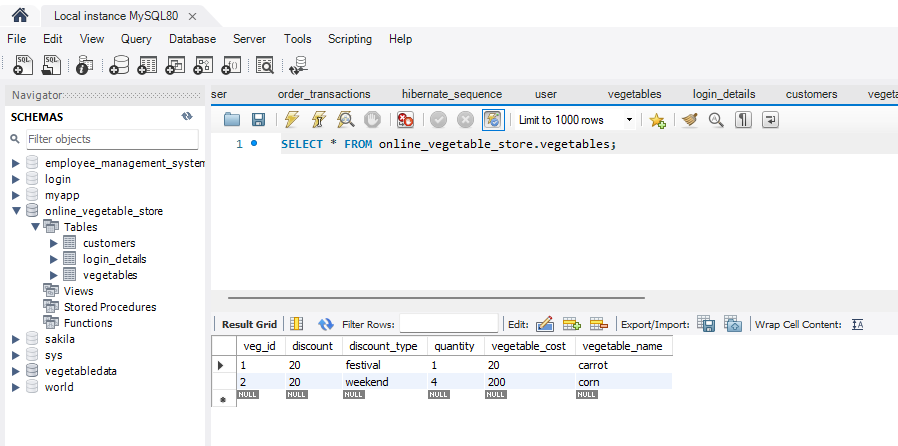 Local instance MySQL80
File Edit View Query Database Server Tools Scripting Help
SQL SQL
Navigator
ser order_transactions hibernate_sequence user vegetables login_details customers vegeta
SCHEMAS
Filter objects
Limit to 1000 rows
1 SELECT * FROM online_vegetable_store.vegetables;
employee_management_system
login
myapp
online_vegetable_store
Tables
customers
login_details
vegetables
Views
Stored Procedures
Functions
sakila
sys
vegetabledata
world
Result Grid Filter Rows: Edit: Export/Import: Wrap Cell Content: IA
veg_id discount discount_type quantity vegetable_cost vegetable_name
1 20 festival 1 20 carrot
2 20 weekend 4 200 corn
NULL NULL NULL NULL NULL NULL